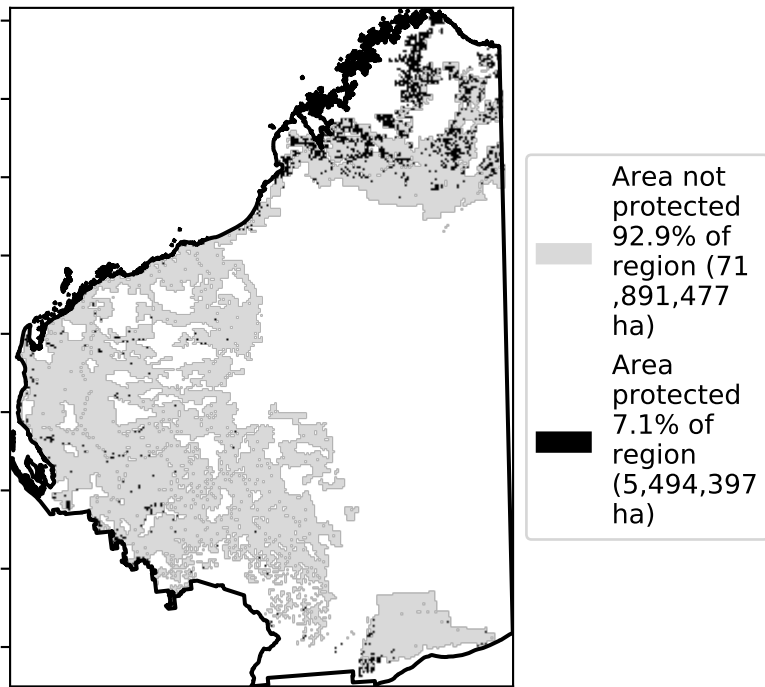 Area not
protected
92.9% of
region (71
,891,477
ha)
Area
protected
7.1% of
region
(5,494,397
ha)